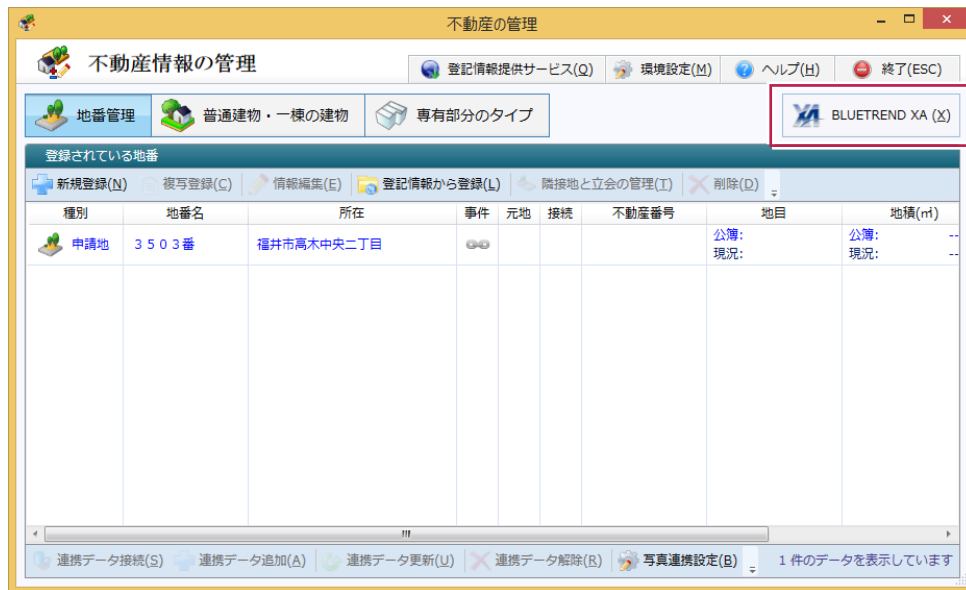 不動産の管理
不動産情報の管理
登記情報提供サービス(Q) 環境設定(M) ヘルプ(H) 終了(ESC)
地番管理 普通建物・一棟の建物 専有部分のタイプ BLUETREND XA (X)
登録されている地番
新規登録(N) 複写登録(C) 情報編集(E) 登記情報から登録(L) 隣接地と立会の管理(T) 削除(D)
種別 地番名 所在 事件 元地 接続 不動産番号 地目 地積(㎡)
申請地 3503番 福井市高木中央二丁目 公簿: 公簿: --
現況: 現況: --
連携データ接続(S) 連携データ追加(A) 連携データ更新(U) 連携データ解除(R) 写真連携設定(B) 1 件のデータを表示しています